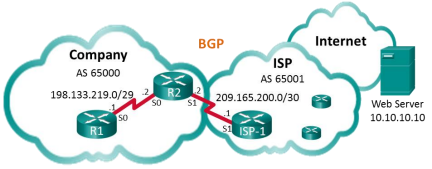 Company
AS 65000
BGP
ISP
AS 65001
Internet
198.133.219.0/29
209.165.200.0/30
R2
.2
.2
S0
S1
.1
S0
R1
.1
S1
ISP-1
Web Server
10.10.10.10